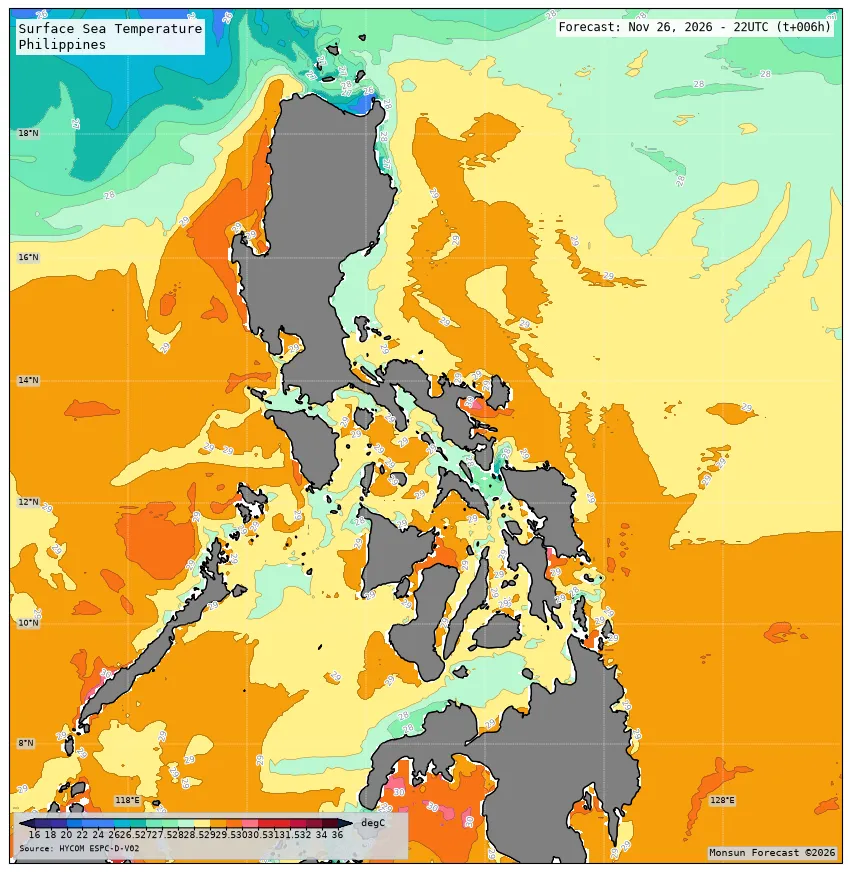 Surface Sea Temperature
Philippines
Forecast: Nov 26, 2026 - 22UTC (t+006h)
18°N
16°N
14°N
12°N
10°N
8°N
118°E
128°E
degC
16 18 20 22 24 26 26.5 27 27.5 28 28.5 29 29.5 30 30.5 31 31.5 32 34 36
Source: HYCOM ESPC-D-V02
Monsun Forecast ©2026